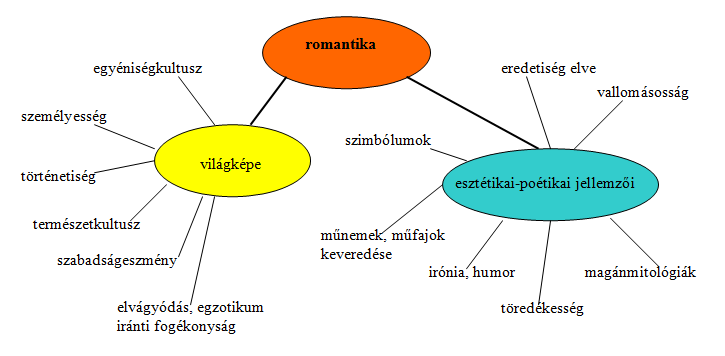 romantika
egyéniségkultusz
személyesség
világképe
történetiség
természetkultusz
szabadságeszmény
elvágyódás, egzotikum
iránti fogékonyság
eredetiség elve
vallomásosság
szimbólumok
esztétikai-poétikai jellemzői
műnemek, műfajok
keveredése
irónia, humor
magánmitológiák
töredékesség